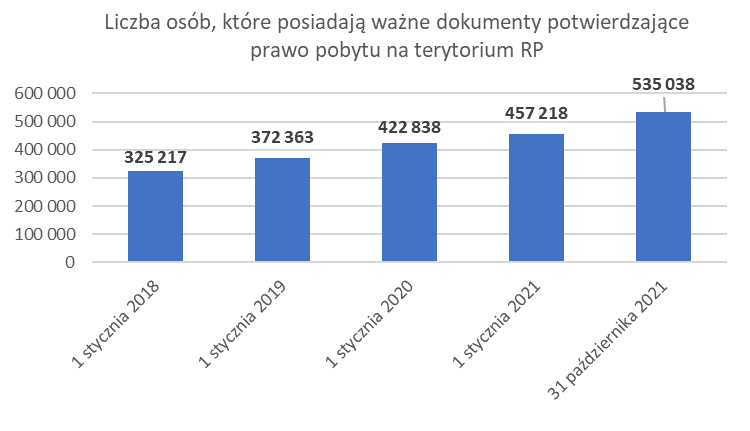 Liczba osób, które posiadają ważne dokumenty potwierdzające
prawo pobytu na terytorium RP
600 000
500 000
400 000
300 000
200 000
100 000
0
325 217
372 363
422 838
457 218
535 038
1 stycznia 2018
1 stycznia 2019
1 stycznia 2020
1 stycznia 2021
31 października 2021